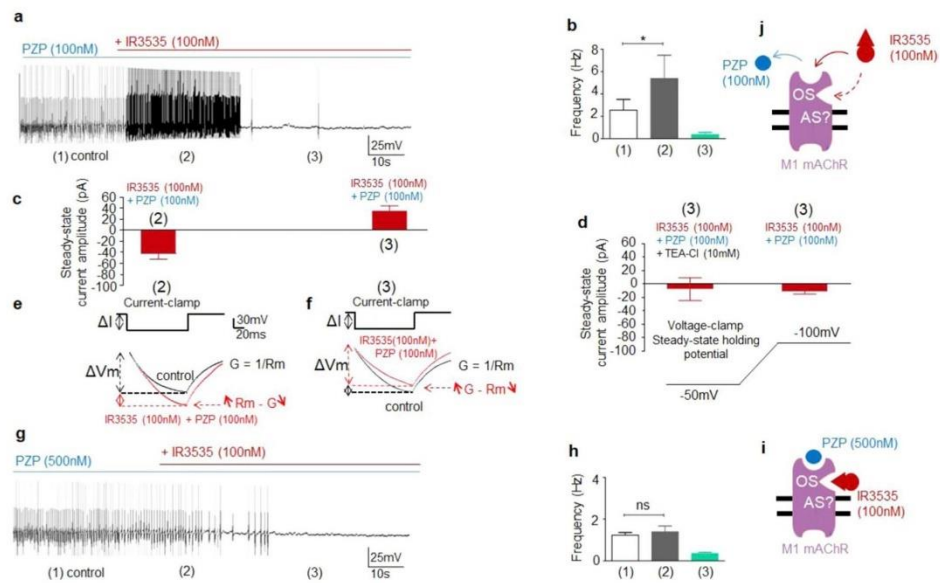 a
+ IR3535 (100nM)
PZP (100nM)
25mV
10s
(1) control
(2)
(3)
b
Frequency (Hz)
8
6
4
2
0
*
(1)
(2)
(3)
j
IR3535
(100nM)
PZP
(100nM)
OS
AS?
M1 mAChR
c
Steady-state
current amplitude (pA)
60
40
20
0
-20
-40
-60
-80
-100
IR3535 (100nM)
+ PZP (100nM)
(2)
IR3535 (100nM)
+ PZP (100nM)
(3)
d
Steady-state
current amplitude (pA)
60
40
20
0
-20
-40
-60
-80
-100
(3)
IR3535 (100nM)
+ PZP (100nM)
+ TEA-Cl (10mM)
(3)
IR3535 (100nM)
+ PZP (100nM)
Voltage-clamp
Steady-state holding
potential
-50mV
-100mV
e
(2)
Current-clamp
ΔI
30mV
20ms
ΔVm
control
G = 1/Rm
Rm - G
IR3535 (100nM) + PZP (100nM)
f
(3)
Current-clamp
ΔI
IR3535(100nM)+
PZP (100nM)
ΔVm
G = 1/Rm
G - Rm
control
g
+ IR3535 (100nM)
PZP (500nM)
25mV
10s
(1) control
(2)
(3)
h
Frequency (Hz)
4
2
0
ns
(1)
(2)
(3)
i
PZP (500nM)
OS
AS?
IR3535
(100nM)
M1 mAChR